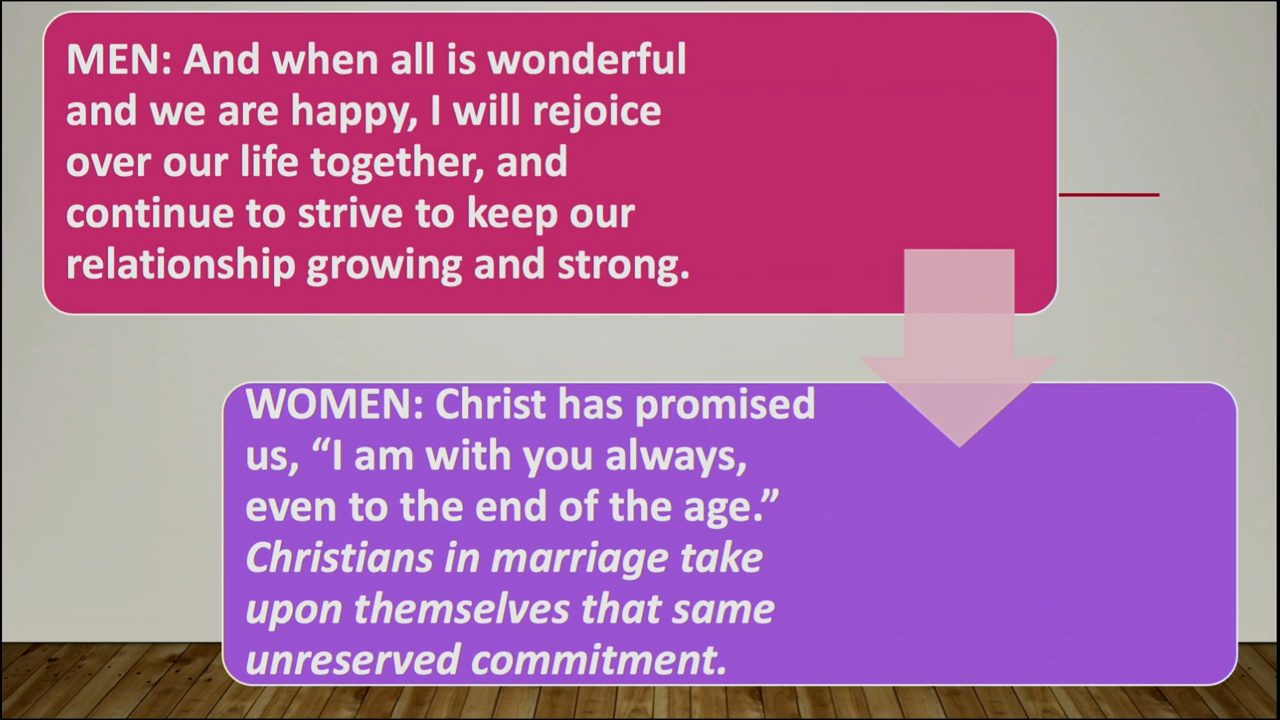 MEN: And when all is wonderful
and we are happy, I will rejoice
over our life together, and
continue to strive to keep our
relationship growing and strong.
WOMEN: Christ has promised
us, “I am with you always,
even to the end of the age.”
Christians in marriage take
upon themselves that same
unreserved commitment.